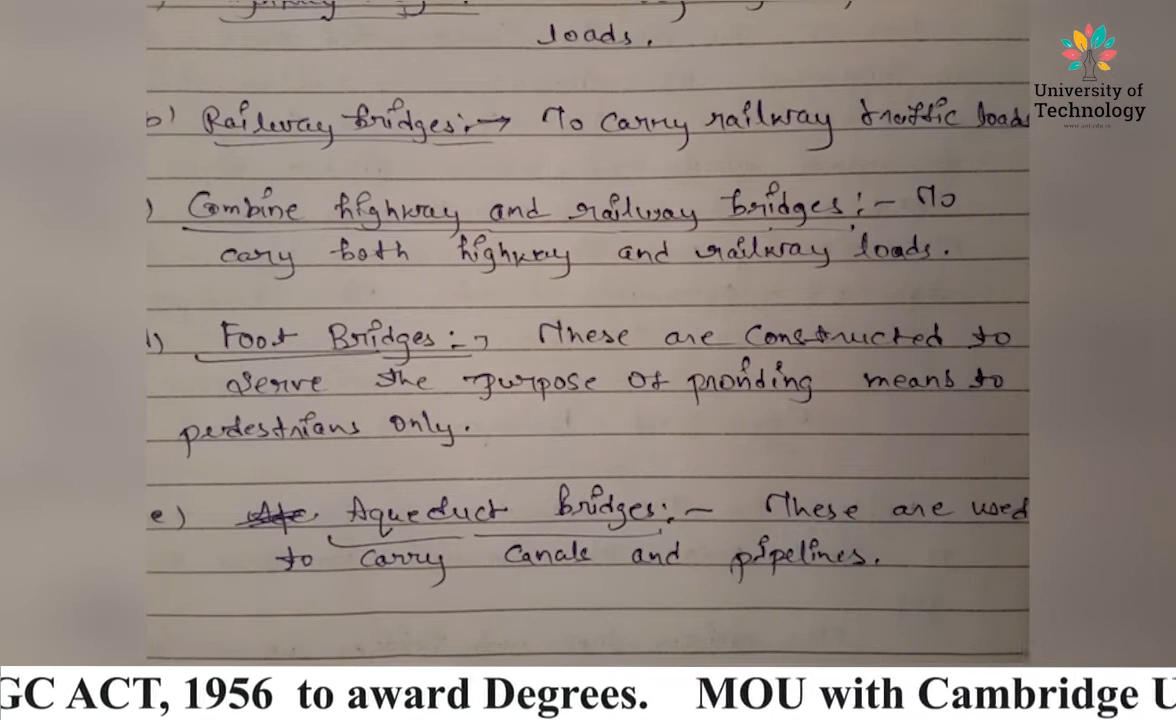 loads.
b) Railway bridges:→ To carry railway traffic loads
) Combine highway and railway bridges:- To
cary both highway and railway loads.
d) Foot Bridges:- These are constructed to
serve the purpose of providing means to
pedestrians only.
e) Aqueduct bridges:- These are used
to carry canals and pipelines.
University of
Technology
GC ACT, 1956 to award Degrees. MOU with Cambridge U